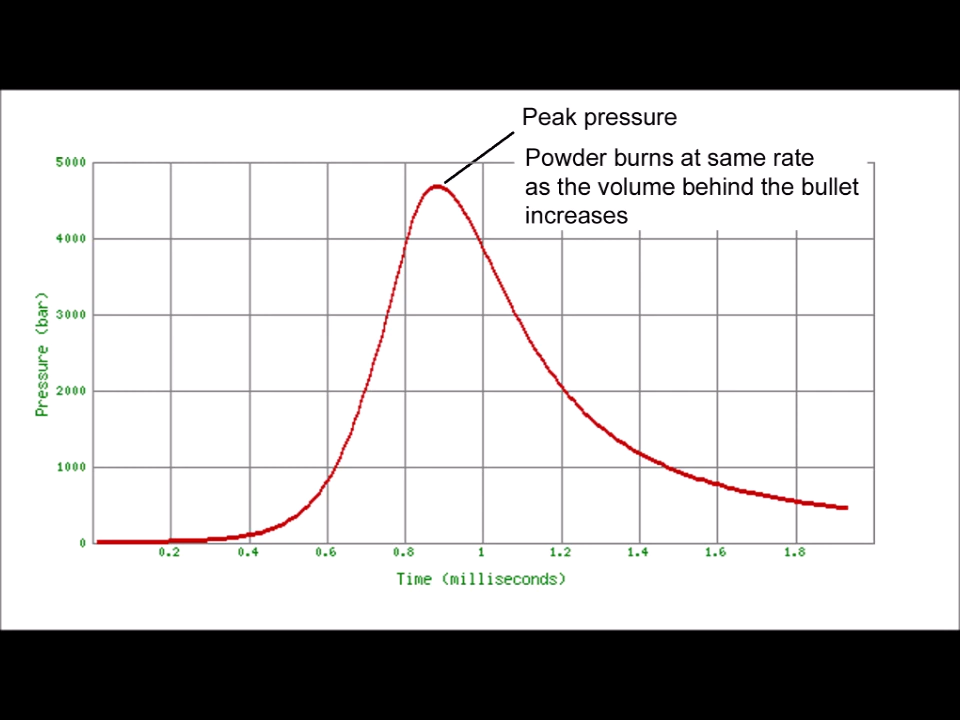 Peak pressure
Powder burns at same rate
as the volume behind the bullet
increases
5000
4000
3000
2000
1000
0
Pressure (bar)
0.2 0.4 0.6 0.8 1 1.2 1.4 1.6 1.8
Time (milliseconds)